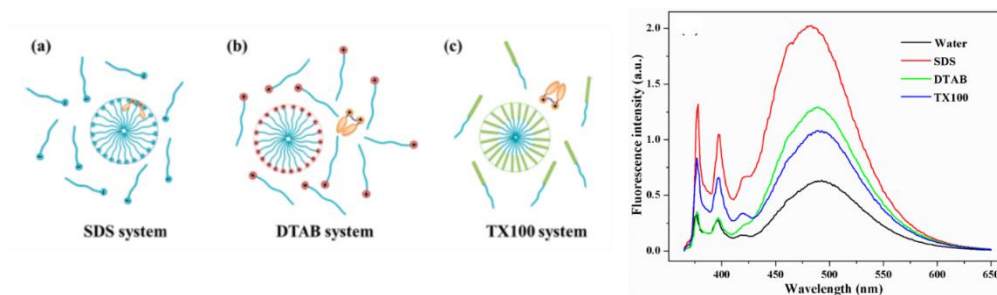 (a)
(b)
(c)
SDS system
DTAB system
TX100 system
2.0
1.5
1.0
0.5
0.0
Fluorescence intensity (a.u.)
Water
SDS
DTAB
TX100
400 450 500 550 600 650
Wavelength (nm)